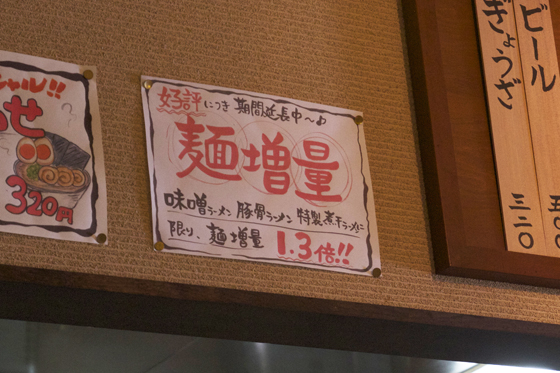 シャル!!
せ
320円
好評につき 期間延長中〜♪
麺増量
味噌ラーメン 豚骨ラーメン 特製煮干ラーメンに
限り、麺増量 1.3倍!!
ビール
ぎょうざ
三二〇